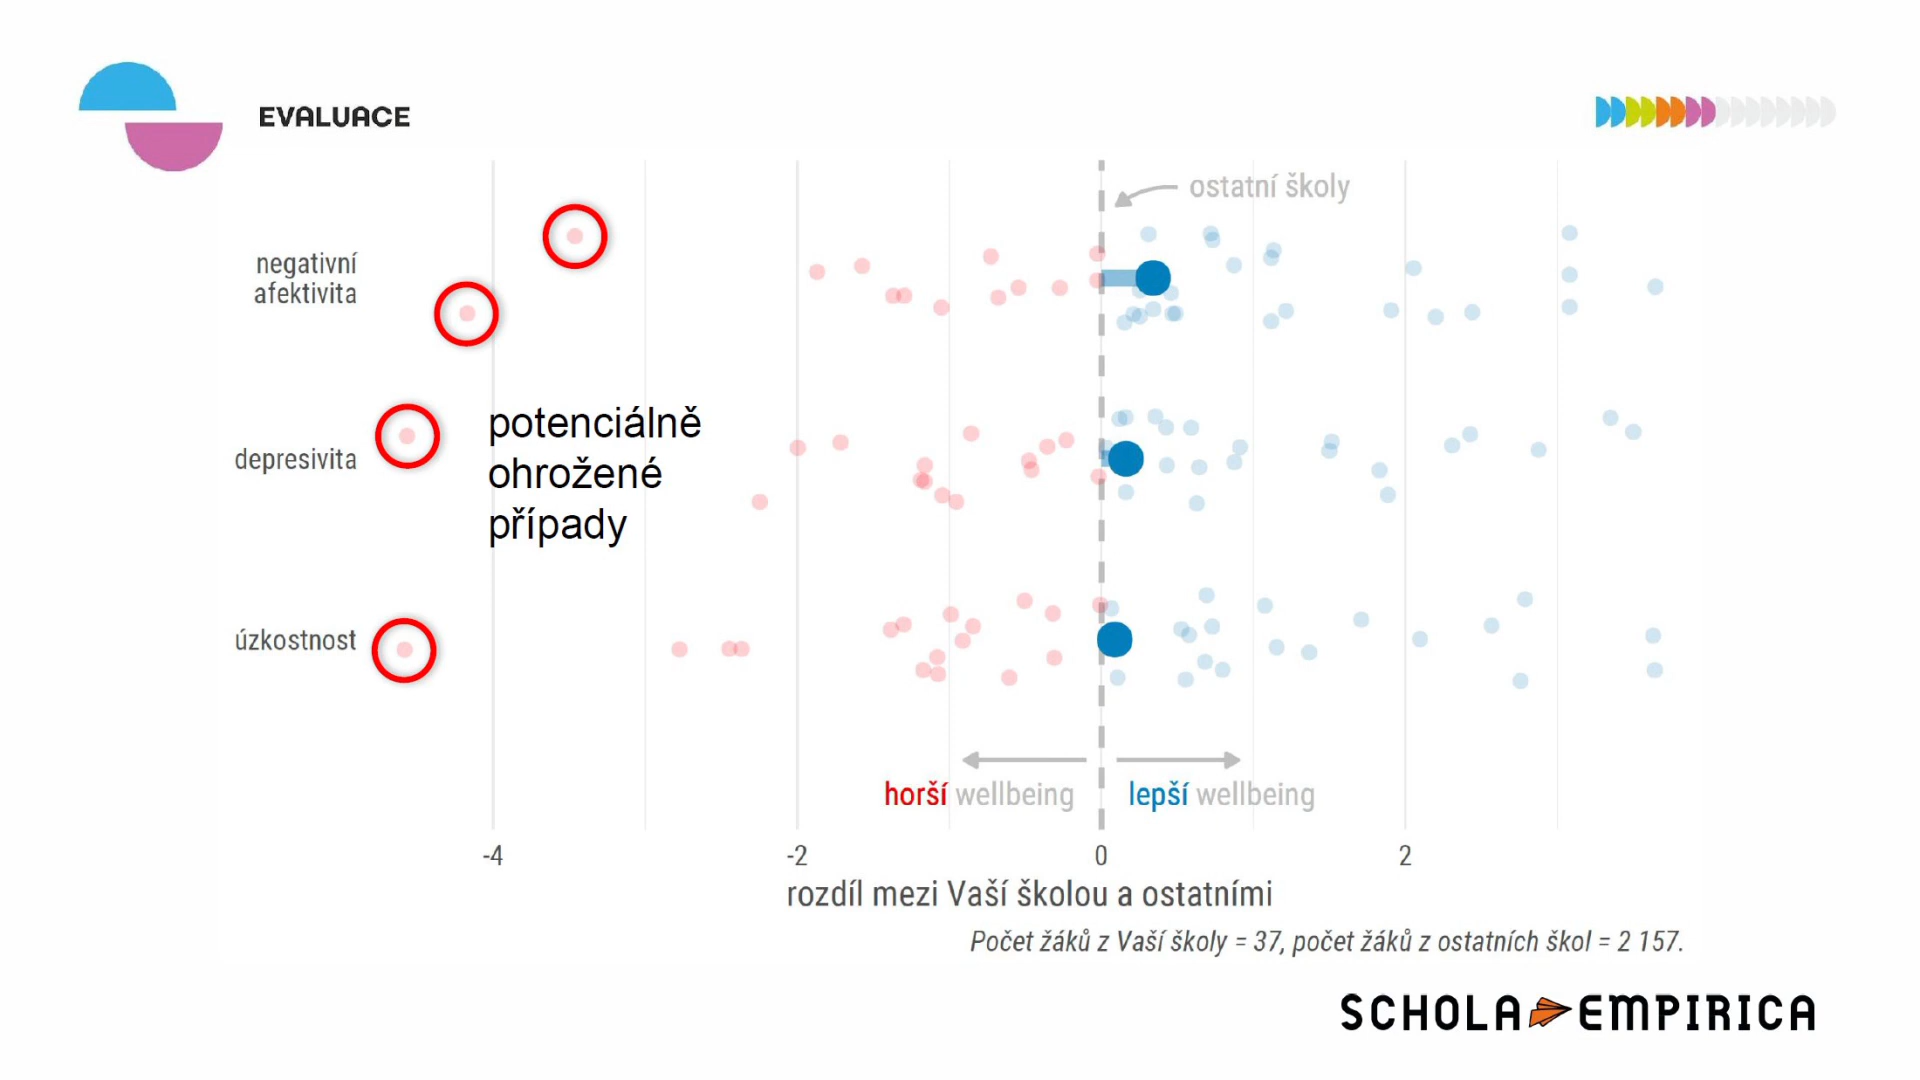 EVALUACE
ostatní školy
negativní
afektivita
potenciálně
ohrožené
případy
depresivita
úzkostnost
horší wellbeing
lepší wellbeing
-4
-2
0
2
rozdíl mezi Vaší školou a ostatními
Počet žáků z Vaší školy = 37, počet žáků z ostatních škol = 2 157.
SCHOLA EMPIRICA